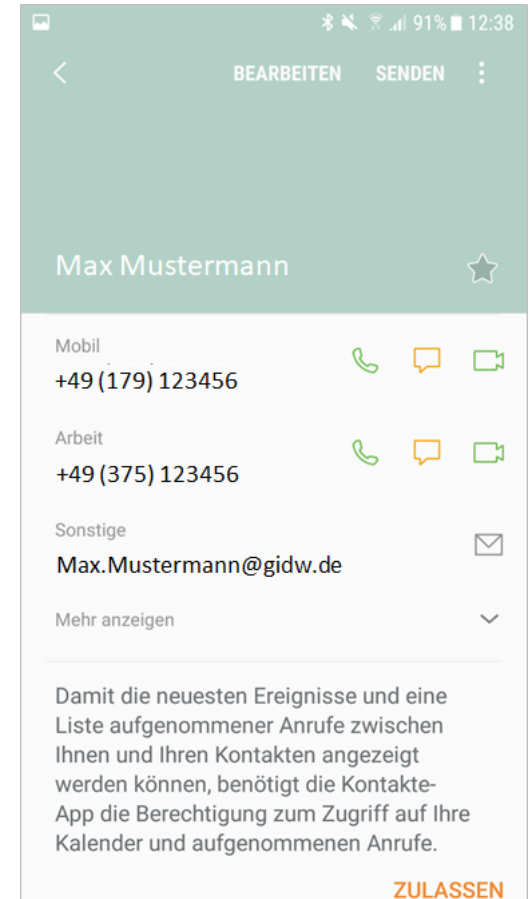 91% 12:38
BEARBEITEN SENDEN
Max Mustermann
Mobil
+49 (179) 123456
Arbeit
+49 (375) 123456
Sonstige
Max.Mustermann@gidw.de
Mehr anzeigen
Damit die neuesten Ereignisse und eine
Liste aufgenommener Anrufe zwischen
Ihnen und Ihren Kontakten angezeigt
werden können, benötigt die Kontakte-
App die Berechtigung zum Zugriff auf Ihre
Kalender und aufgenommenen Anrufe.
ZULASSEN